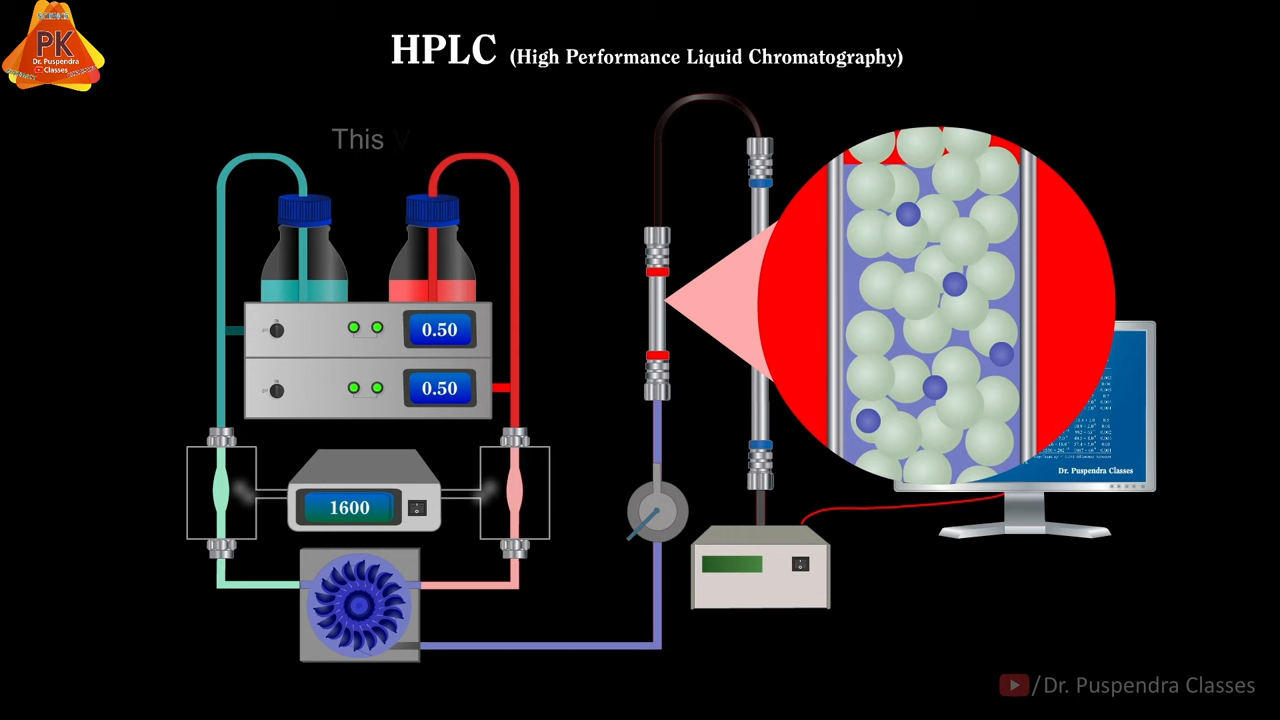 SCIENCE
PK
Dr. Puspendra
Classes
HPLC (High Performance Liquid Chromatography)
This
0.50
0.50
1600
Dr. Puspendra Classes
/Dr. Puspendra Classes